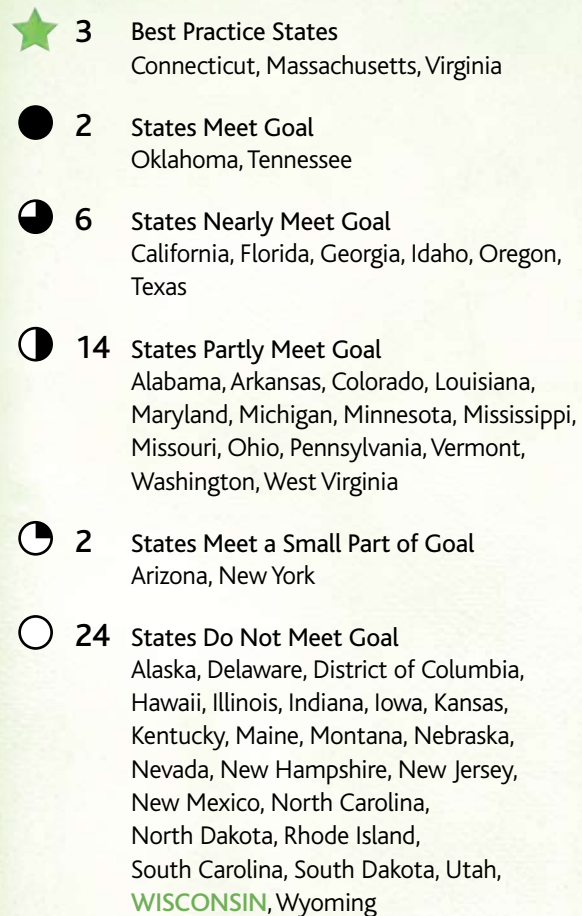 3 Best Practice States
Connecticut, Massachusetts, Virginia
2 States Meet Goal
Oklahoma, Tennessee
6 States Nearly Meet Goal
California, Florida, Georgia, Idaho, Oregon,
Texas
14 States Partly Meet Goal
Alabama, Arkansas, Colorado, Louisiana,
Maryland, Michigan, Minnesota, Mississippi,
Missouri, Ohio, Pennsylvania, Vermont,
Washington, West Virginia
2 States Meet a Small Part of Goal
Arizona, New York
24 States Do Not Meet Goal
Alaska, Delaware, District of Columbia,
Hawaii, Illinois, Indiana, Iowa, Kansas,
Kentucky, Maine, Montana, Nebraska,
Nevada, New Hampshire, New Jersey,
New Mexico, North Carolina,
North Dakota, Rhode Island,
South Carolina, South Dakota, Utah,
WISCONSIN, Wyoming